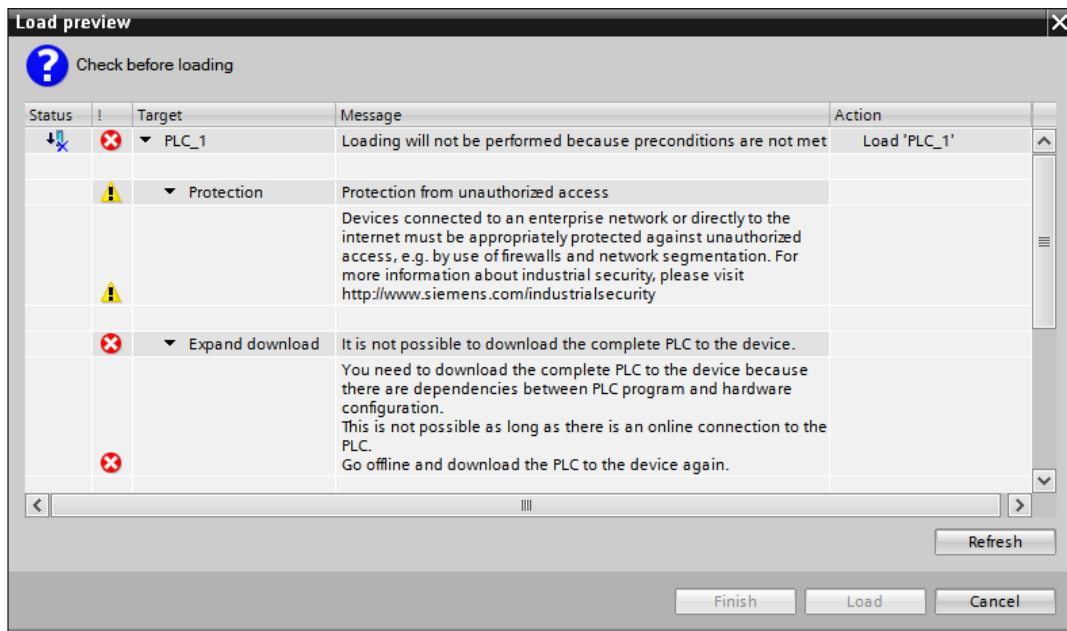 Load preview
Check before loading
Status ! Target Message Action
PLC_1 Loading will not be performed because preconditions are not met Load 'PLC_1'
Protection Protection from unauthorized access
Devices connected to an enterprise network or directly to the
internet must be appropriately protected against unauthorized
access, e.g. by use of firewalls and network segmentation. For
more information about industrial security, please visit
http://www.siemens.com/industrialsecurity
Expand download It is not possible to download the complete PLC to the device.
You need to download the complete PLC to the device because
there are dependencies between PLC program and hardware
configuration.
This is not possible as long as there is an online connection to the
PLC.
Go offline and download the PLC to the device again.
Refresh
Finish Load Cancel